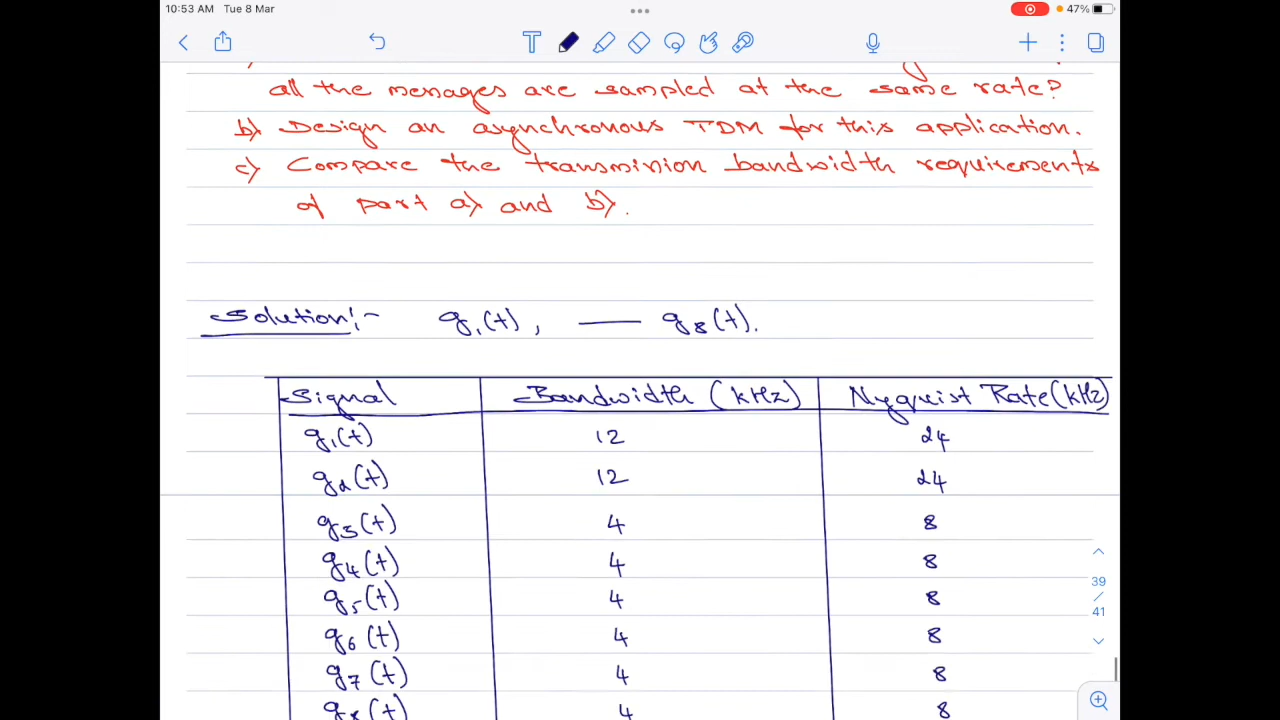 10:53 AM Tue 8 Mar
47%
all the messages are sampled at the same rate?
b) Design an asynchronous TDM for this application.
c) Compare the transmission bandwidth requirements
of part a) and b).
Solution:- g₁(t), — g₈(t).
Signal Bandwidth (kHz) Nyquist Rate(kHz)
g₁(t) 12 24
g₂(t) 12 24
g₃(t) 4 8
g₄(t) 4 8
g₅(t) 4 8
g₆(t) 4 8
g₇(t) 4 8
g₈(t) 4 8
39
/
41